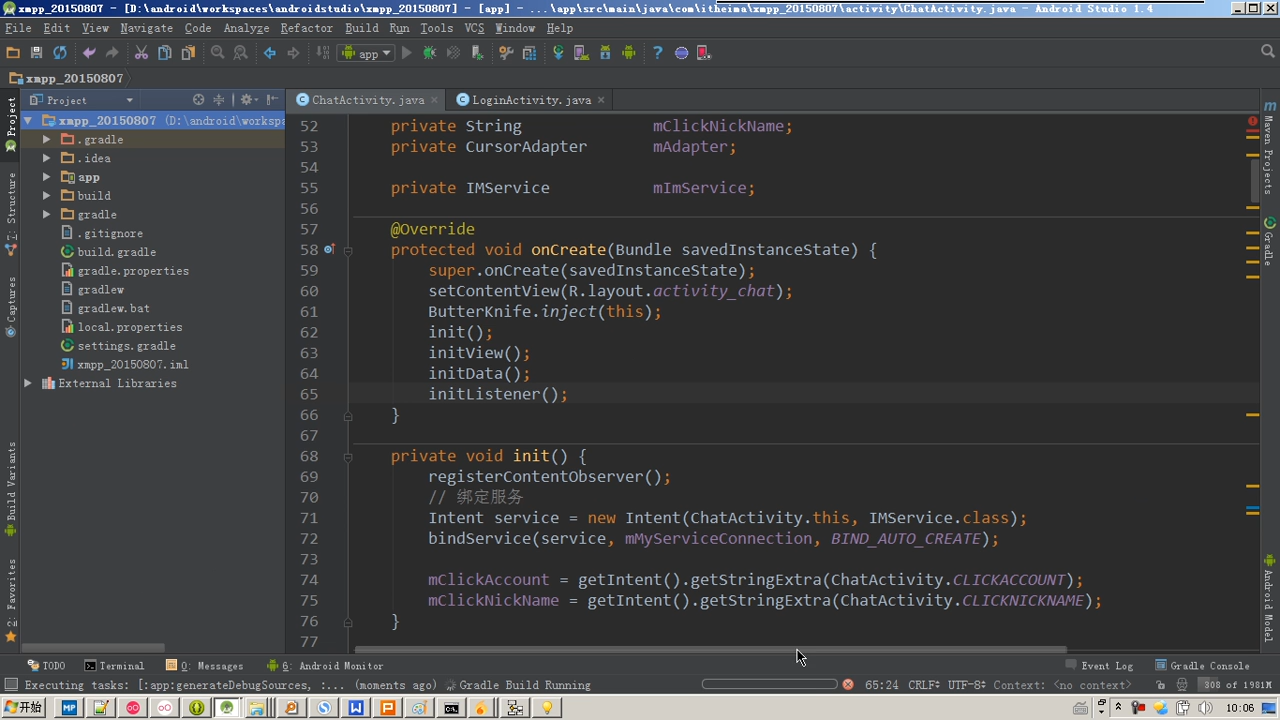 xmpp_20150807 - [D:\android\workspaces\androidstudio\xmpp_20150807] - [app] - ...\app\src\main\java\com\itheima\xmpp_20150807\activity\ChatActivity.java - Android Studio 1.4
File Edit View Navigate Code Analyze Refactor Build Run Tools VCS Window Help
app
xmpp_20150807
Project
ChatActivity.java
LoginActivity.java
xmpp_20150807 (D:\android\worksp
.gradle
.idea
app
build
gradle
.gitignore
build.gradle
gradle.properties
gradlew
gradlew.bat
local.properties
settings.gradle
xmpp_20150807.iml
External Libraries
Project
Z: Structure
Captures
Build Variants
2: Favorites
52 private String mClickNickName;
53 private CursorAdapter mAdapter;
54
55 private IMService mImService;
56
57 @Override
58 protected void onCreate(Bundle savedInstanceState) {
59 super.onCreate(savedInstanceState);
60 setContentView(R.layout.activity_chat);
61 ButterKnife.inject(this);
62 init();
63 initView();
64 initData();
65 initListener();
66 }
67
68 private void init() {
69 registerContentObserver();
70 // 绑定服务
71 Intent service = new Intent(ChatActivity.this, IMService.class);
72 bindService(service, mMyServiceConnection, BIND_AUTO_CREATE);
73
74 mClickAccount = getIntent().getStringExtra(ChatActivity.CLICKACCOUNT);
75 mClickNickName = getIntent().getStringExtra(ChatActivity.CLICKNICKNAME);
76 }
77
m
Maven Projects
Gradle
Android Model
TODO Terminal 0: Messages 6: Android Monitor Event Log Gradle Console
Executing tasks: [:app:generateDebugSources, :... (moments ago) Gradle Build Running 65:24 CRLF UTF-8 Context: <no context> 308 of 1981M
开始 10:06